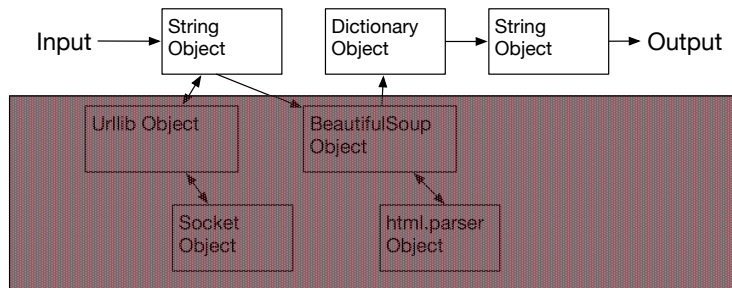 Input
String
Object
Dictionary
Object
String
Object
Output
Urllib Object
BeautifulSoup
Object
Socket
Object
html.parser
Object